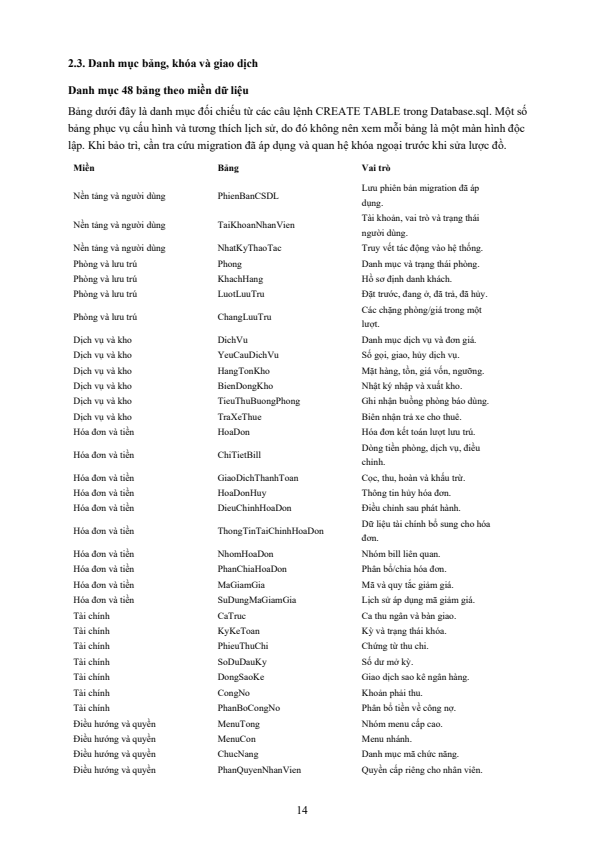 2.3. Danh mục bảng, khóa và giao dịch
Danh mục 48 bảng theo miền dữ liệu
Bảng dưới đây là danh mục đối chiếu từ các câu lệnh CREATE TABLE trong Database.sql. Một số
bảng phục vụ cấu hình và tương thích lịch sử, do đó không nên xem mỗi bảng là một màn hình độc
lập. Khi bảo trì, cần tra cứu migration đã áp dụng và quan hệ khóa ngoại trước khi sửa lược đồ.
Miền Bảng Vai trò
Nền tảng và người dùng PhienBanCSDL Lưu phiên bản migration đã áp
dụng.
Nền tảng và người dùng TaiKhoanNhanVien Tài khoản, vai trò và trạng thái
người dùng.
Nền tảng và người dùng NhatKyThaoTac Truy vết tác động vào hệ thống.
Phòng và lưu trú Phong Danh mục và trạng thái phòng.
Phòng và lưu trú KhachHang Hồ sơ định danh khách.
Phòng và lưu trú LuotLuuTru Đặt trước, đang ở, đã trả, đã hủy.
Phòng và lưu trú ChangLuuTru Các chặng phòng/giá trong một
lượt.
Dịch vụ và kho DichVu Danh mục dịch vụ và đơn giá.
Dịch vụ và kho YeuCauDichVu Số gọi, giao, hủy dịch vụ.
Dịch vụ và kho HangTonKho Mặt hàng, tồn, giá vốn, ngưỡng.
Dịch vụ và kho BienDongKho Nhật ký nhập và xuất kho.
Dịch vụ và kho TieuThuBuongPhong Ghi nhận buồng phòng báo dùng.
Dịch vụ và kho TraXeThue Biên nhận trả xe cho thuê.
Hóa đơn và tiền HoaDon Hóa đơn kết toán lượt lưu trú.
Hóa đơn và tiền ChiTietBill Dòng tiền phòng, dịch vụ, điều
chỉnh.
Hóa đơn và tiền GiaoDichThanhToan Cọc, thu, hoàn và khấu trừ.
Hóa đơn và tiền HoaDonHuy Thông tin hủy hóa đơn.
Hóa đơn và tiền DieuChinhHoaDon Điều chỉnh sau phát hành.
Hóa đơn và tiền ThongTinTaiChinhHoaDon Dữ liệu tài chính bổ sung cho hóa
đơn.
Hóa đơn và tiền NhomHoaDon Nhóm bill liên quan.
Hóa đơn và tiền PhanChiaHoaDon Phân bổ/chia hóa đơn.
Hóa đơn và tiền MaGiamGia Mã và quy tắc giảm giá.
Hóa đơn và tiền SuDungMaGiamGia Lịch sử áp dụng mã giảm giá.
Tài chính CaTruc Ca thu ngân và bàn giao.
Tài chính KyKeToan Kỳ và trạng thái khóa.
Tài chính PhieuThuChi Chứng từ thu chi.
Tài chính SoDuDauKy Số dư mở kỳ.
Tài chính DongSaoKe Giao dịch sao kê ngân hàng.
Tài chính CongNo Khoản phải thu.
Tài chính PhanBoCongNo Phân bổ tiền về công nợ.
Điều hướng và quyền MenuTong Nhóm menu cấp cao.
Điều hướng và quyền MenuCon Menu nhánh.
Điều hướng và quyền ChucNang Danh mục mã chức năng.
Điều hướng và quyền PhanQuyenNhanVien Quyền cấp riêng cho nhân viên.
14